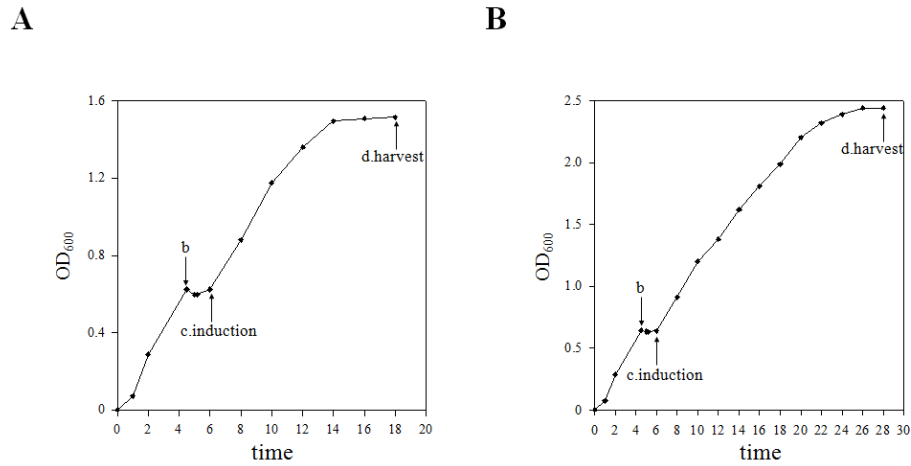 A
B
1.6
1.2
0.8
0.4
0
OD600
b
c.induction
d.harvest
0 2 4 6 8 10 12 14 16 18 20
time
2.5
2.0
1.5
1.0
0.5
0
OD600
b
c.induction
d.harvest
0 2 4 6 8 10 12 14 16 18 20 22 24 26 28 30
time